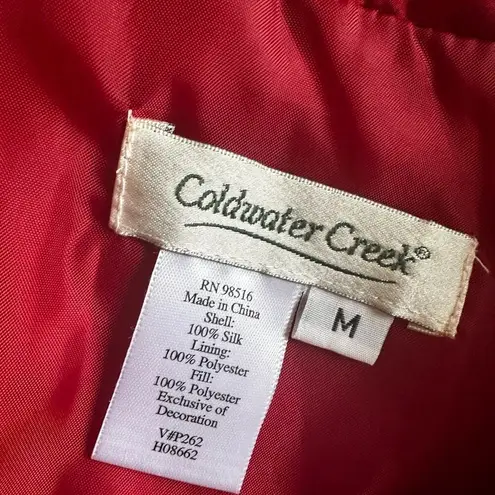 Coldwater Creek®
RN 98516
Made in China
Shell:
100% Silk
Lining:
100% Polyester
Fill:
100% Polyester
Exclusive of
Decoration
V#P262
H08662
M